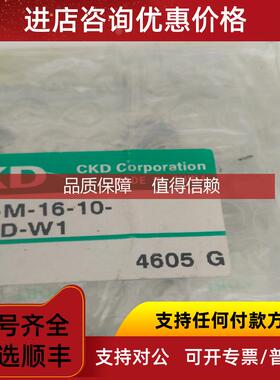 进店咨询优惠价格
KD
CKD Corporation
品质保障 值得信赖
-M-16-10-
D-W1
4605 G
号齐全
支持任何付款方
选顺丰
支持对公 可开专票/普票